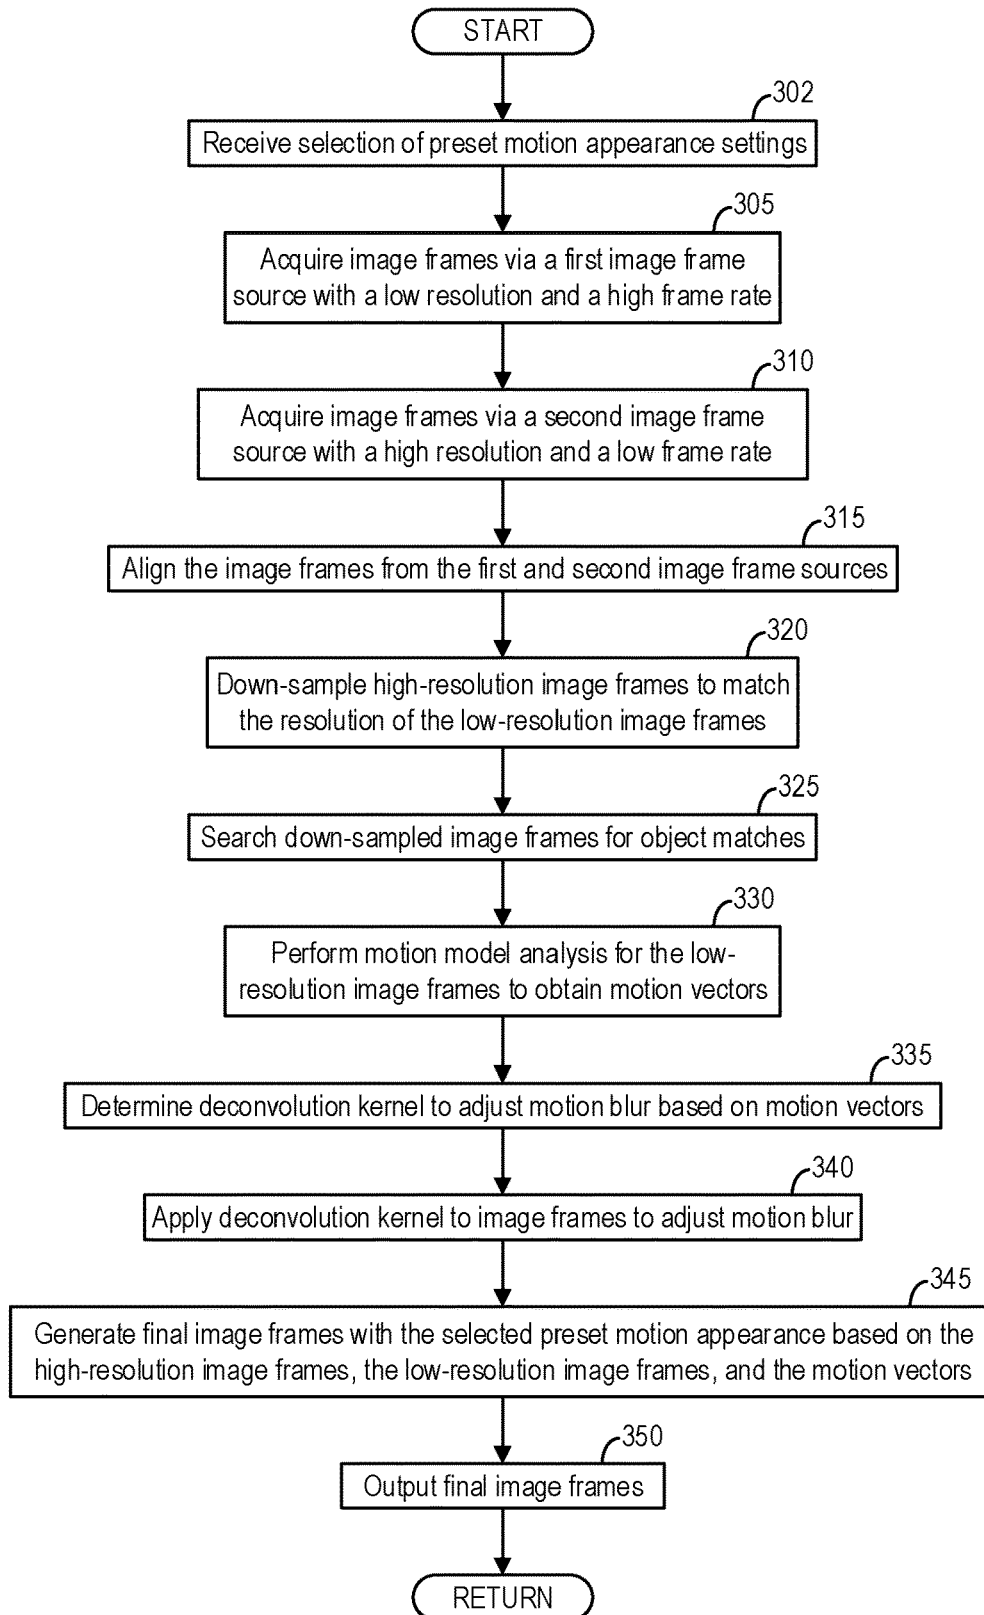 START
302
Receive selection of preset motion appearance settings
305
Acquire image frames via a first image frame
source with a low resolution and a high frame rate
310
Acquire image frames via a second image frame
source with a high resolution and a low frame rate
315
Align the image frames from the first and second image frame sources
320
Down-sample high-resolution image frames to match
the resolution of the low-resolution image frames
325
Search down-sampled image frames for object matches
330
Perform motion model analysis for the low-
resolution image frames to obtain motion vectors
335
Determine deconvolution kernel to adjust motion blur based on motion vectors
340
Apply deconvolution kernel to image frames to adjust motion blur
345
Generate final image frames with the selected preset motion appearance based on the
high-resolution image frames, the low-resolution image frames, and the motion vectors
350
Output final image frames
RETURN